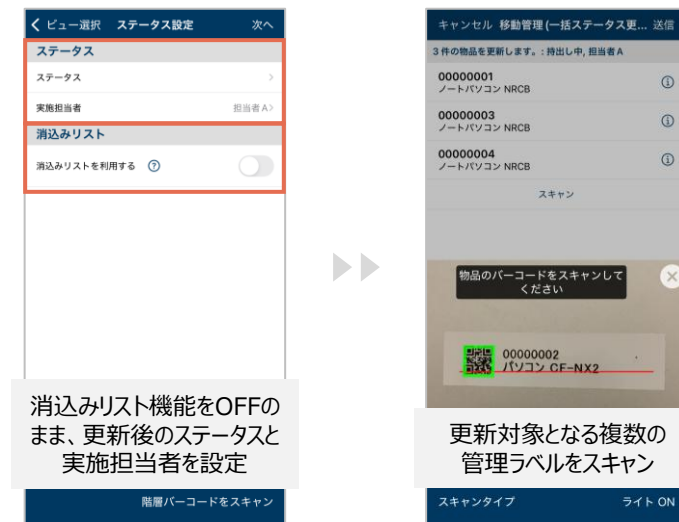 ビュー選択 ステータス設定 次へ
ステータス
ステータス
実施担当者 担当者A
消込みリスト
消込みリストを利用する ?
消込みリスト機能をOFFの
まま、更新後のステータスと
実施担当者を設定
階層バーコードをスキャン
キャンセル 移動管理(一括ステータス更... 送信
3件の物品を更新します。: 持出し中, 担当者A
00000001
ノートパソコン NRCB
00000003
ノートパソコン NRCB
00000004
ノートパソコン NRCB
スキャン
物品のバーコードをスキャンして
ください
00000002
パソコン CF-NX2
更新対象となる複数の
管理ラベルをスキャン
スキャンタイプ ライト ON